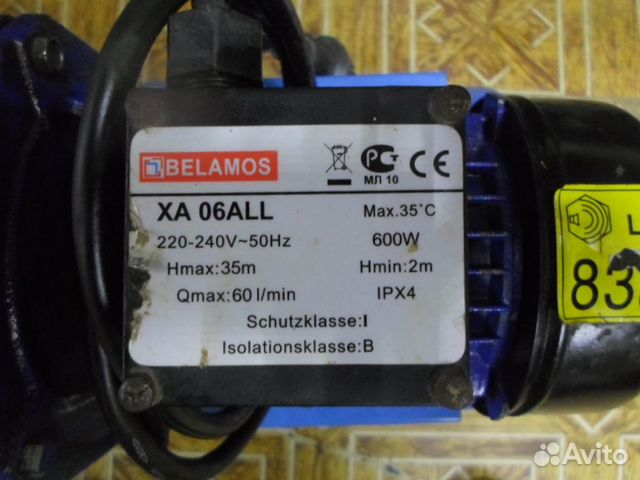 BELAMOS
МЛ 10
XA 06ALL
Max.35°C
220-240V~50Hz
600W
Hmax:35m
Hmin:2m
Qmax:60 l/min
IPX4
Schutzklasse:I
Isolationsklasse:B
L
83
Avito